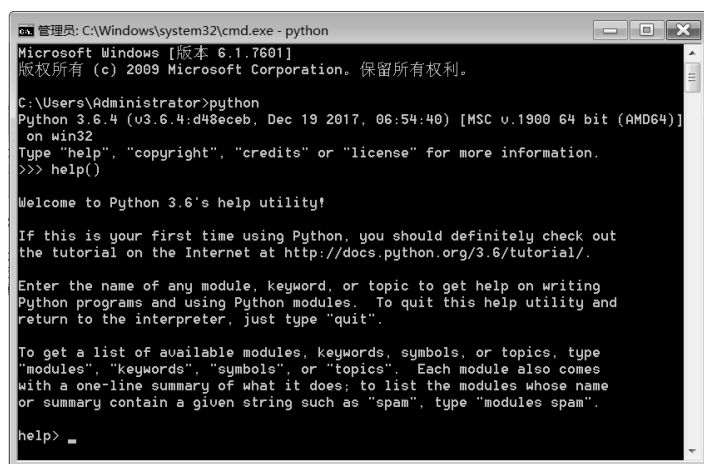 管理员: C:\Windows\system32\cmd.exe - python
Microsoft Windows [版本 6.1.7601]
版权所有 (c) 2009 Microsoft Corporation。保留所有权利。
C:\Users\Administrator>python
Python 3.6.4 (v3.6.4:d48eceb, Dec 19 2017, 06:54:40) [MSC v.1900 64 bit (AMD64)]
 on win32
Type "help", "copyright", "credits" or "license" for more information.
>>> help()
Welcome to Python 3.6's help utility!
If this is your first time using Python, you should definitely check out
the tutorial on the Internet at http://docs.python.org/3.6/tutorial/.
Enter the name of any module, keyword, or topic to get help on writing
Python programs and using Python modules.  To quit this help utility and
return to the interpreter, just type "quit".
To get a list of available modules, keywords, symbols, or topics, type
"modules", "keywords", "symbols", or "topics".  Each module also comes
with a one-line summary of what it does; to list the modules whose name
or summary contain a given string such as "spam", type "modules spam".
help> _